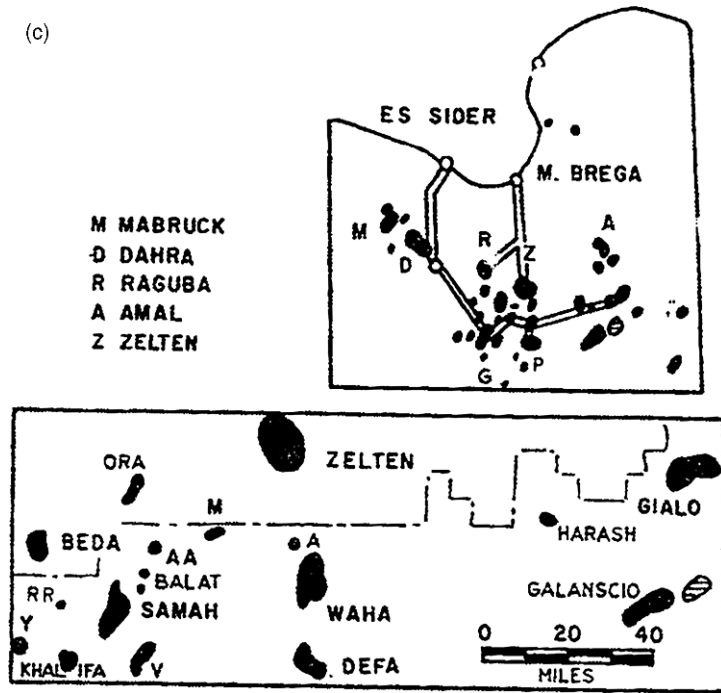 (c)
ES SIDER
M. BREGA
M MABRUCK
D DAHRA
R RAGUBA
A AMAL
Z ZELTEN
M
D
R
Z
A
G
P
ORA
ZELTEN
M
GIALO
BEDA
AA
A
HARASH
BALAT
RR
SAMAH
WAHA
GALANSCIO
Y
0 20 40
KHALIFA
V
DEFA
MILES